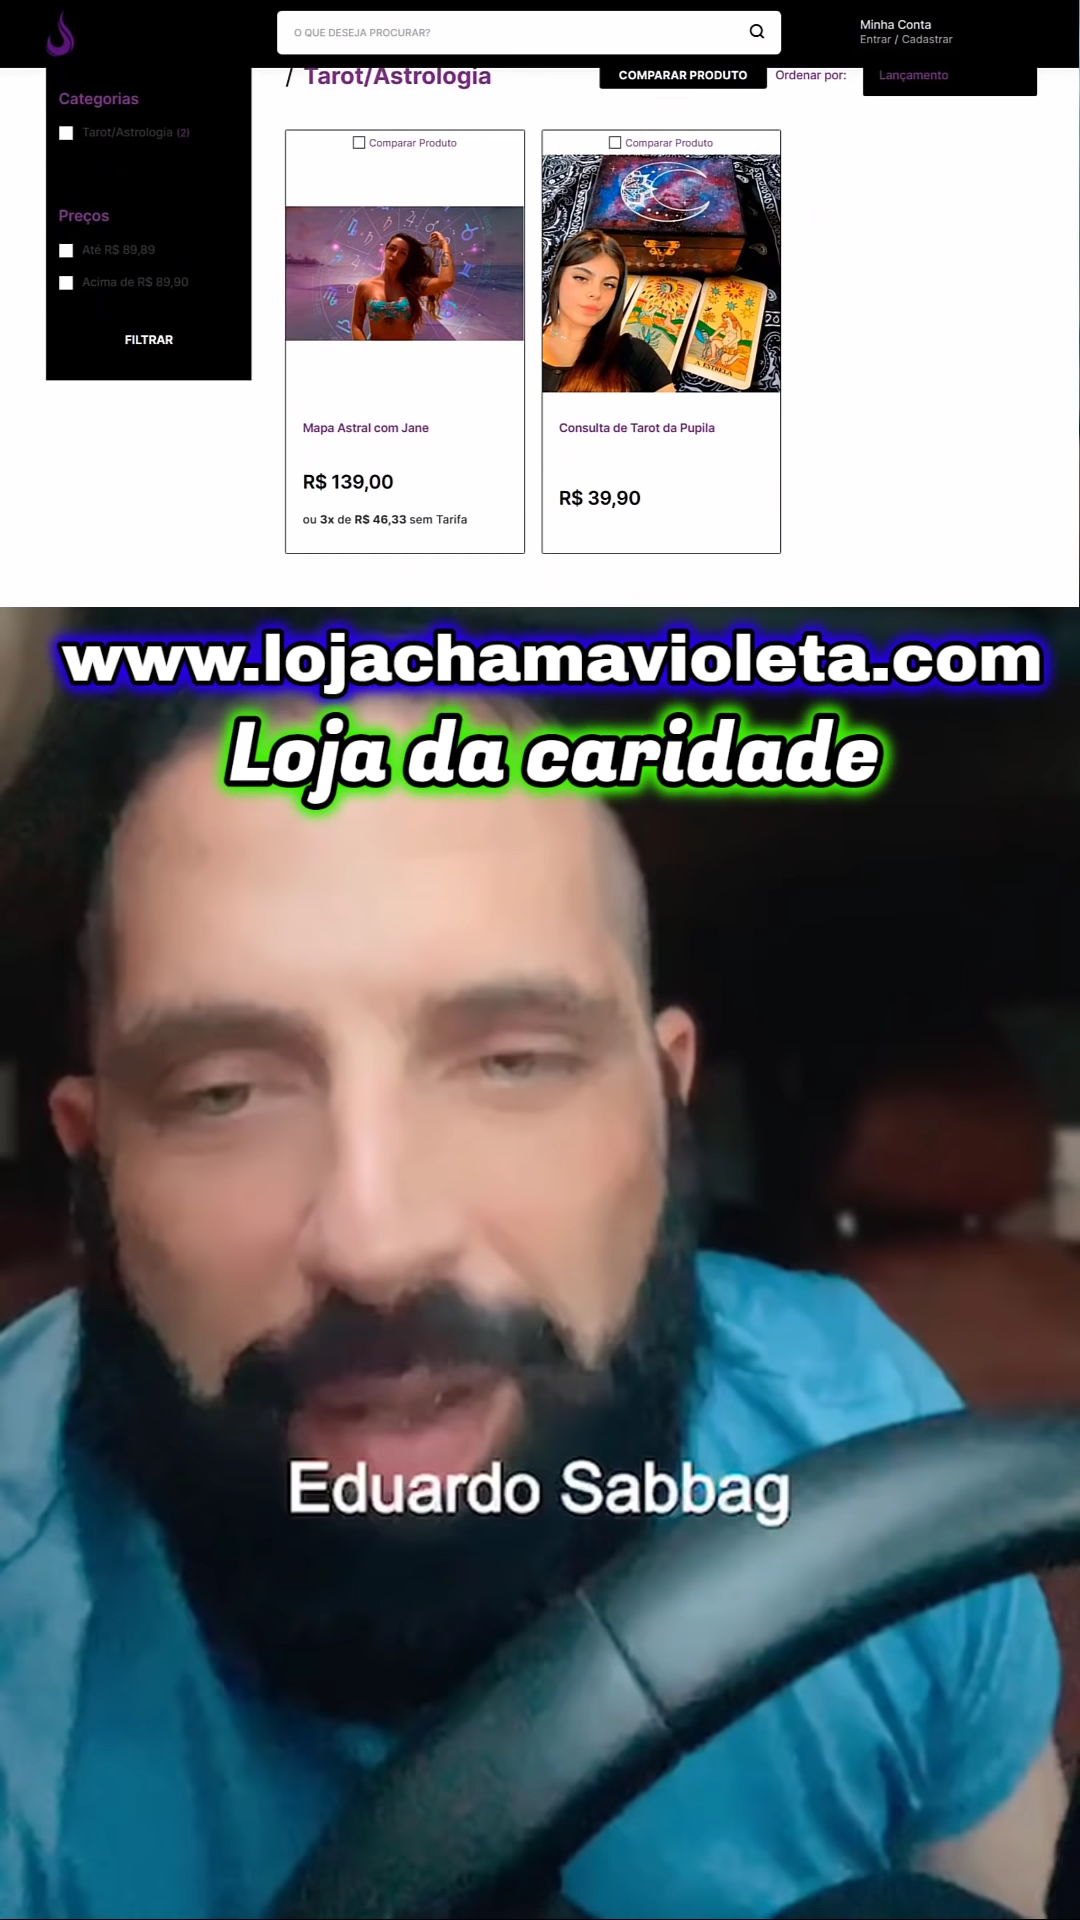 O QUE DESEJA PROCURAR?
Minha Conta
Entrar / Cadastrar
/ Tarot/Astrologia
COMPARAR PRODUTO
Ordenar por:
Lançamento
Categorias
Tarot/Astrologia (2)
Preços
Até R$ 89,89
Acima de R$ 89,90
FILTRAR
Comparar Produto
Mapa Astral com Jane
R$ 139,00
ou 3x de R$ 46,33 sem Tarifa
Comparar Produto
A ESTRELA
Consulta de Tarot da Pupila
R$ 39,90
www.lojachamavioleta.com
Loja da caridade
Eduardo Sabbag